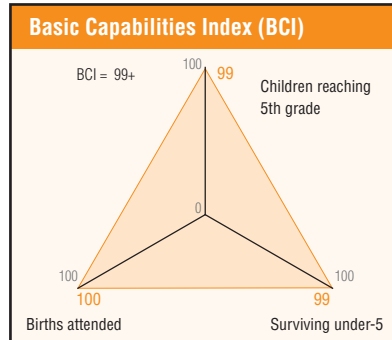 Basic Capabilities Index (BCI)
BCI = 99+
100
99
Children reaching
5th grade
0
100
100
100
99
Births attended
Surviving under-5